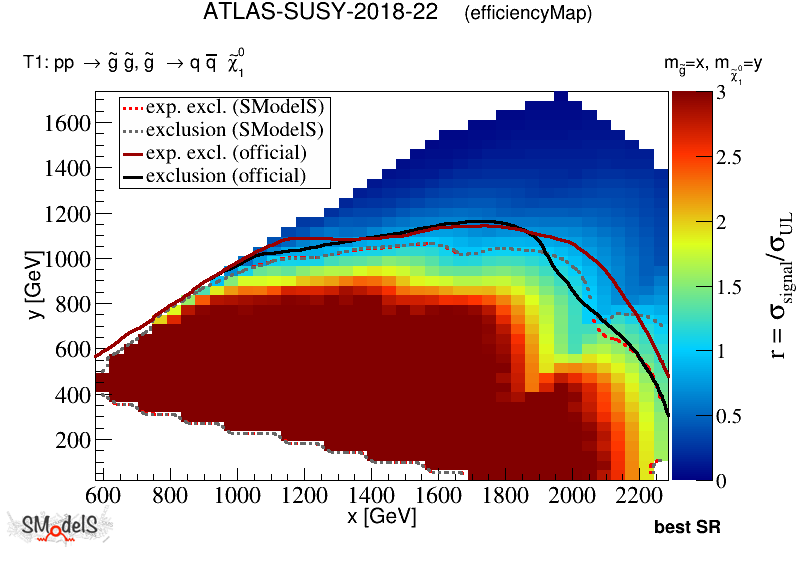 ATLAS-SUSY-2018-22 (efficiencyMap)
T1: pp → g̃ g̃, g̃ → q q̅ χ̃₁⁰
m_g̃=x, m_χ̃₁⁰=y
exp. excl. (SModelS)
exclusion (SModelS)
exp. excl. (official)
exclusion (official)
1600
1400
1200
1000
800
600
400
200
y [GeV]
600 800 1000 1200 1400 1600 1800 2000 2200
x [GeV]
3
2.5
2
1.5
1
0.5
0
r = σ_signal/σ_UL
SModelS
best SR